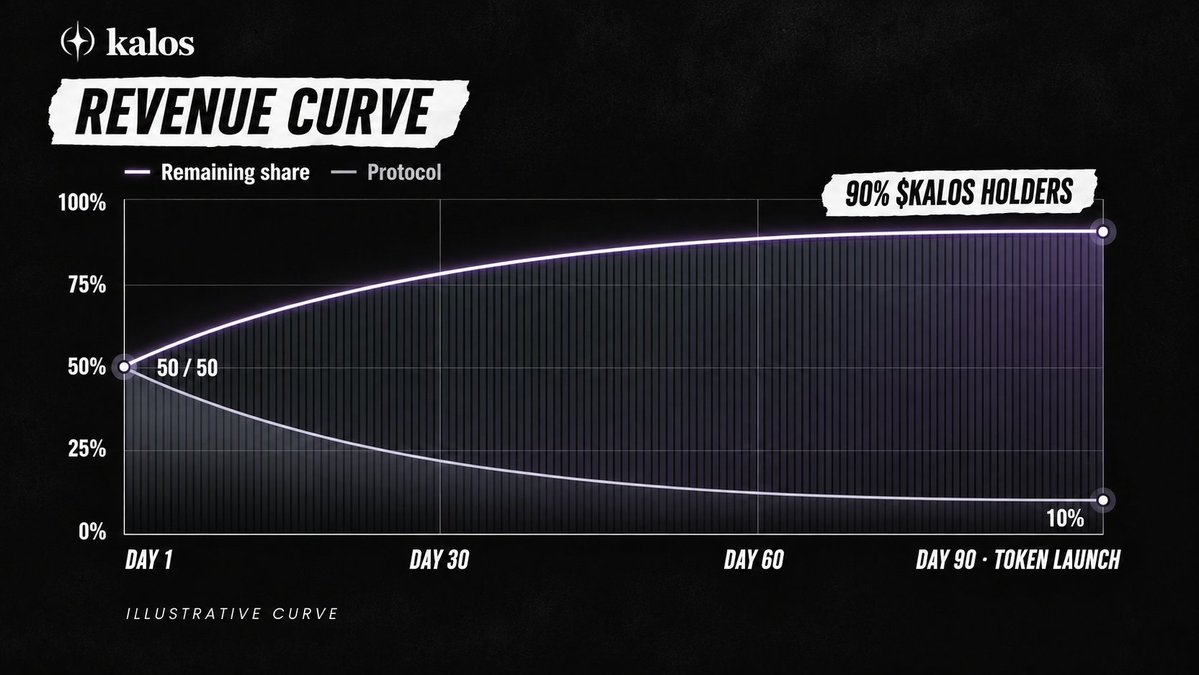 kalos
REVENUE CURVE
Remaining share Protocol
90% $KALOS HOLDERS
100%
75%
50%
50 / 50
25%
0%
10%
DAY 1 DAY 30 DAY 60 DAY 90 · TOKEN LAUNCH
ILLUSTRATIVE CURVE